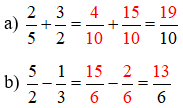 a) 2/5 + 3/2 = 4/10 + 15/10 = 19/10
b) 5/2 - 1/3 = 15/6 - 2/6 = 13/6